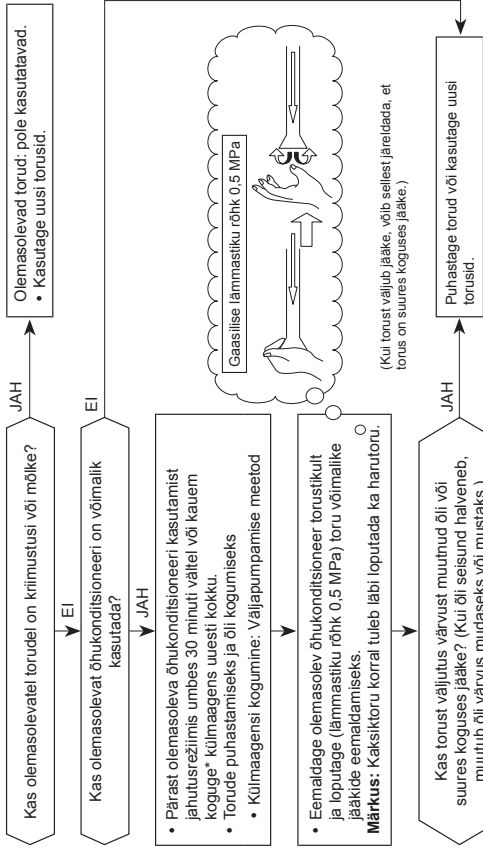 Kas olemasolevatel torudel on kriimustusi või mõlke?
JAH
Olemasolevad torud: pole kasutatavad.
• Kasutage uusi torusid.
EI
Kas olemasolevat õhukonditsioneeri on võimalik
kasutada?
EI
JAH
• Pärast olemasoleva õhukonditsioneeri kasutamist
jahutusrežiimis umbes 30 minuti vältel või kauem
koguge* külmaagens uuesti kokku.
• Torude puhastamiseks ja õli kogumiseks
• Külmaagensi kogumine: Väljapumpamise meetod
• Eemaldage olemasolev õhukonditsioneer torustikult
ja loputage (lämmastiku rõhk 0,5 MPa) toru võimalike
jääkide eemaldamiseks.
Märkus: Kaksiktoru korral tuleb läbi loputada ka harutoru.
Gaasilise lämmastiku rõhk 0,5 MPa
(Kui torust väljub jääke, võib sellest järeldada, et
torus on suures koguses jääke.)
Kas torust väljutus värvust muutnud õli või
suures koguses jääke? (Kui õli seisund halveneb,
muutub õli värvus mudaseks või mustaks.)
JAH
Puhastage torud või kasutage uusi
torusid.